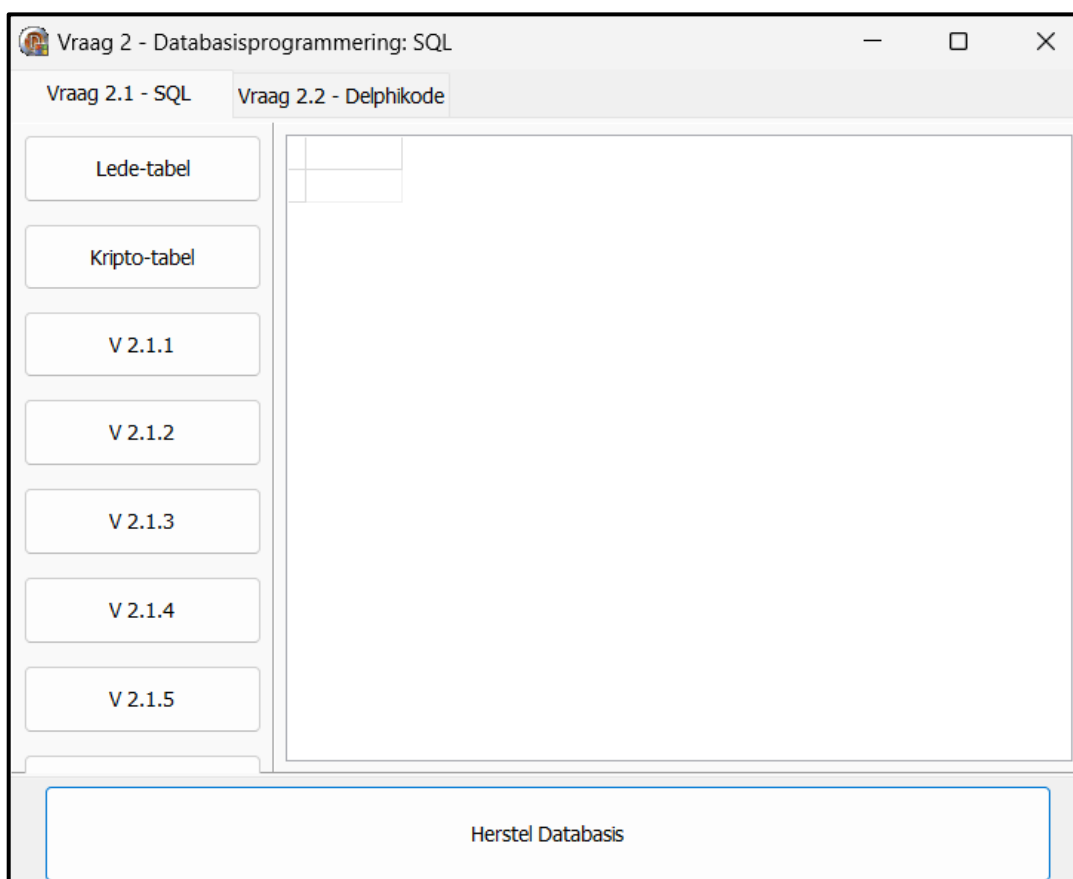 Vraag 2 - Databasisprogrammering: SQL
Vraag 2.1 - SQL
Vraag 2.2 - Delphikode
Lede-tabel
Kripto-tabel
V 2.1.1
V 2.1.2
V 2.1.3
V 2.1.4
V 2.1.5
Herstel Databasis